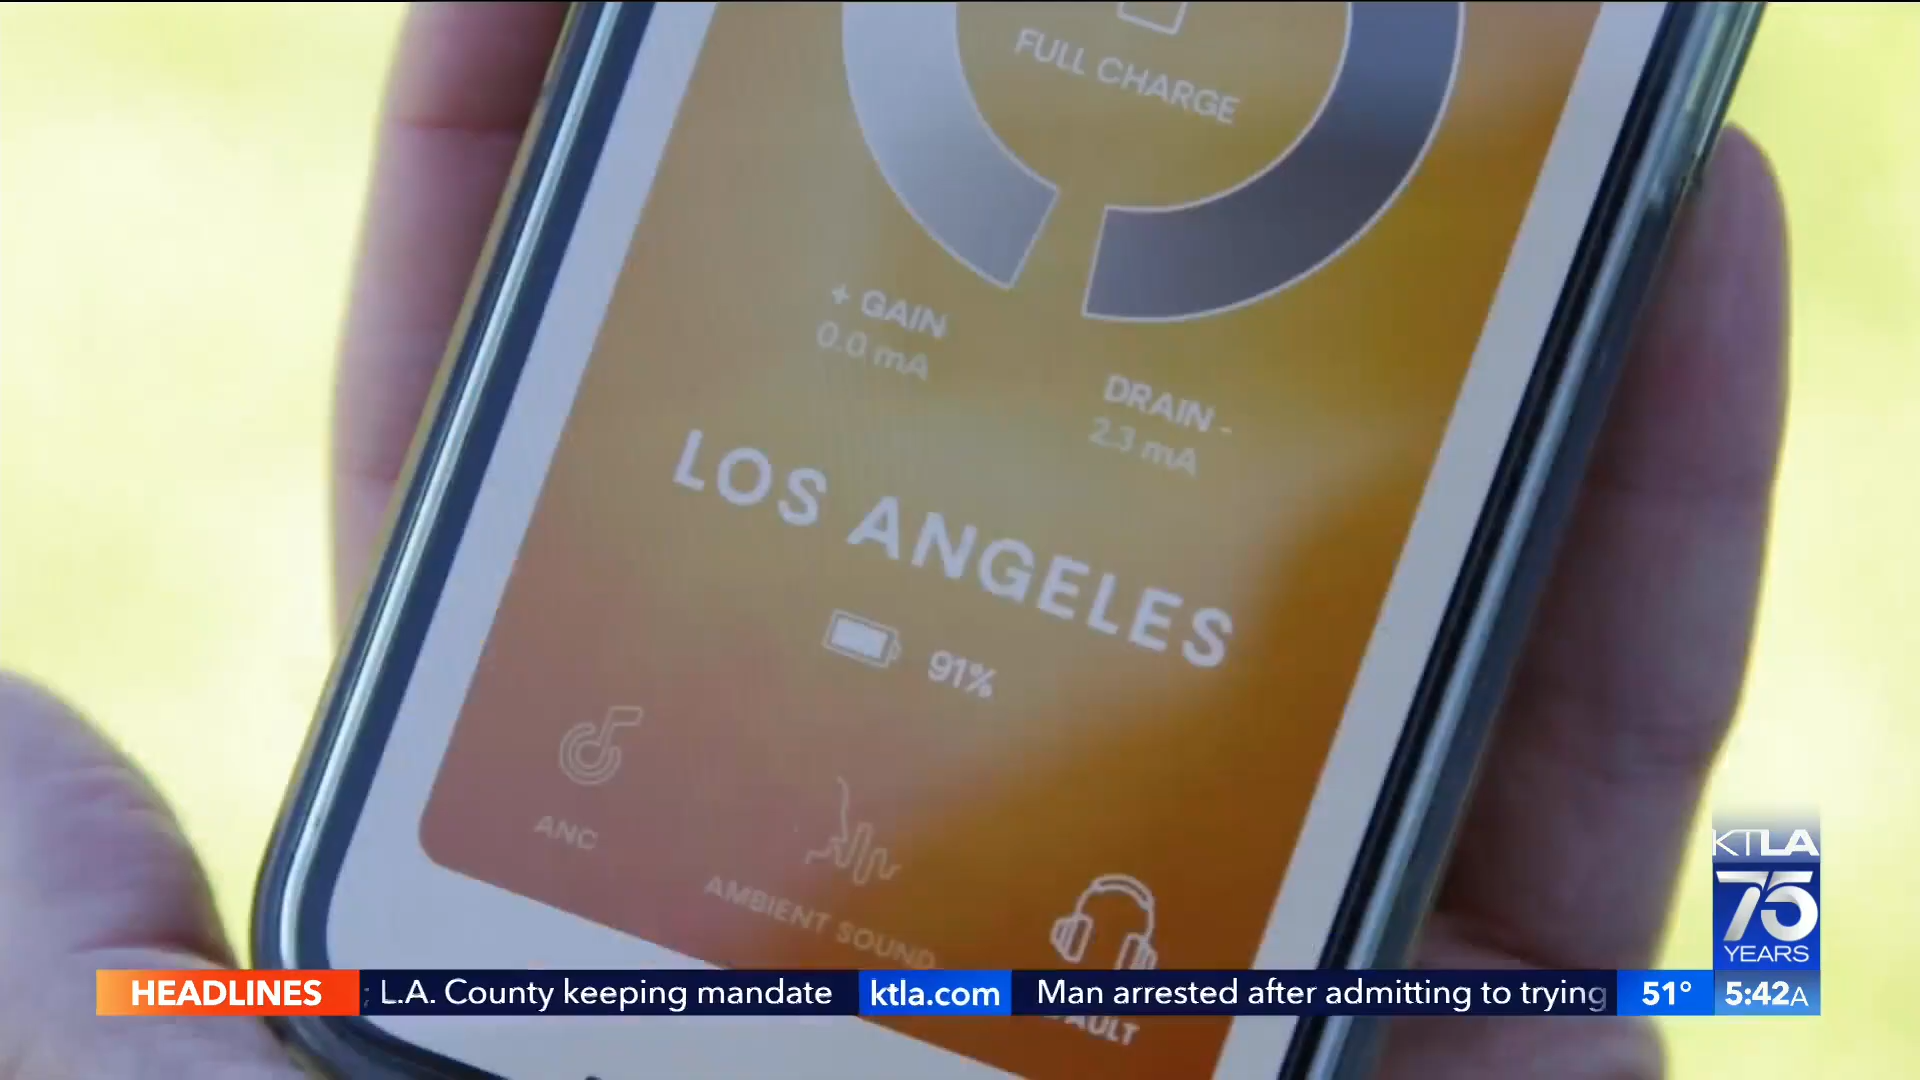 FULL CHARGE
+ GAIN
0.0 mA
DRAIN -
2.3 mA
LOS ANGELES
91%
ANC
AMBIENT SOUND
KTLA
75
YEARS
HEADLINES
; L.A. County keeping mandate
ktla.com
Man arrested after admitting to trying
51°
5:42A